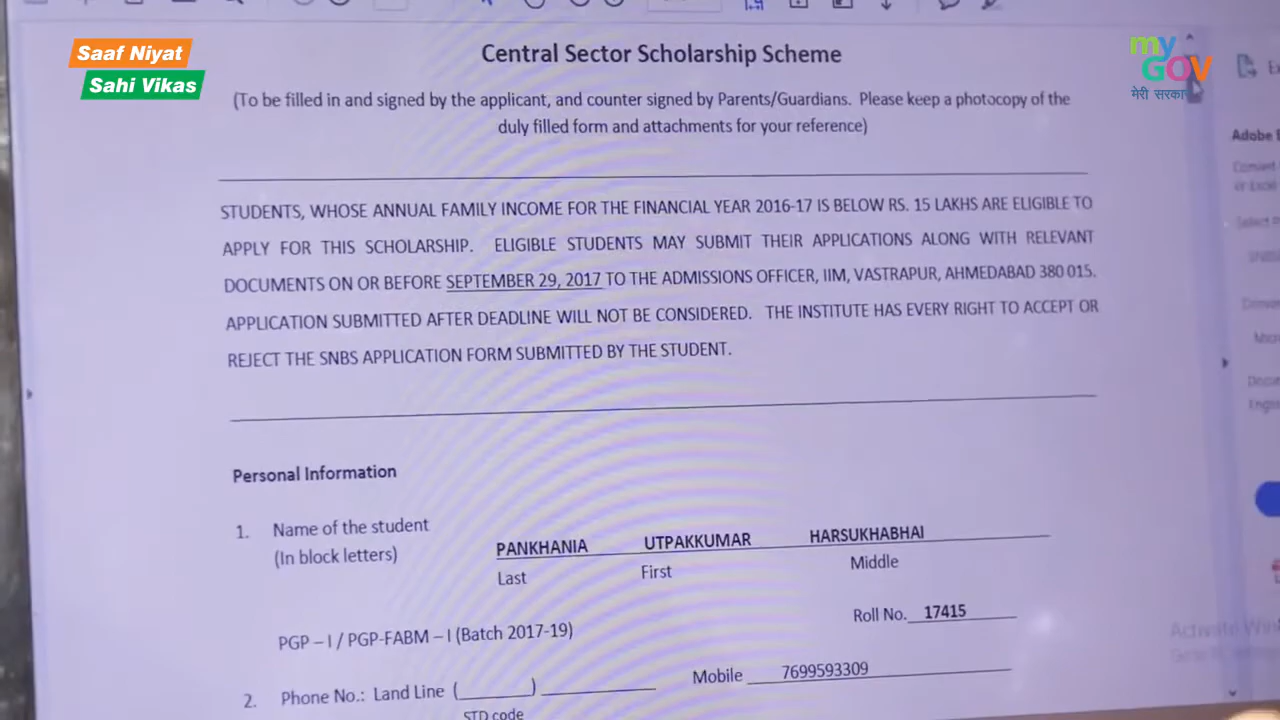 Saaf Niyat
Sahi Vikas
my
GOV
मेरी सरकार
Central Sector Scholarship Scheme
(To be filled in and signed by the applicant, and counter signed by Parents/Guardians. Please keep a photocopy of the
duly filled form and attachments for your reference)
STUDENTS, WHOSE ANNUAL FAMILY INCOME FOR THE FINANCIAL YEAR 2016-17 IS BELOW RS. 15 LAKHS ARE ELIGIBLE TO
APPLY FOR THIS SCHOLARSHIP. ELIGIBLE STUDENTS MAY SUBMIT THEIR APPLICATIONS ALONG WITH RELEVANT
DOCUMENTS ON OR BEFORE SEPTEMBER 29, 2017 TO THE ADMISSIONS OFFICER, IIM, VASTRAPUR, AHMEDABAD 380 015.
APPLICATION SUBMITTED AFTER DEADLINE WILL NOT BE CONSIDERED. THE INSTITUTE HAS EVERY RIGHT TO ACCEPT OR
REJECT THE SNBS APPLICATION FORM SUBMITTED BY THE STUDENT.
Personal Information
1. Name of the student
(In block letters)
PANKHANIA UTPAKKUMAR HARSUKHABHAI
Last First Middle
Roll No. 17415
PGP – I / PGP-FABM – I (Batch 2017-19)
2. Phone No.: Land Line (______) ________ Mobile 7699593309
STD code
Adobe
Activate